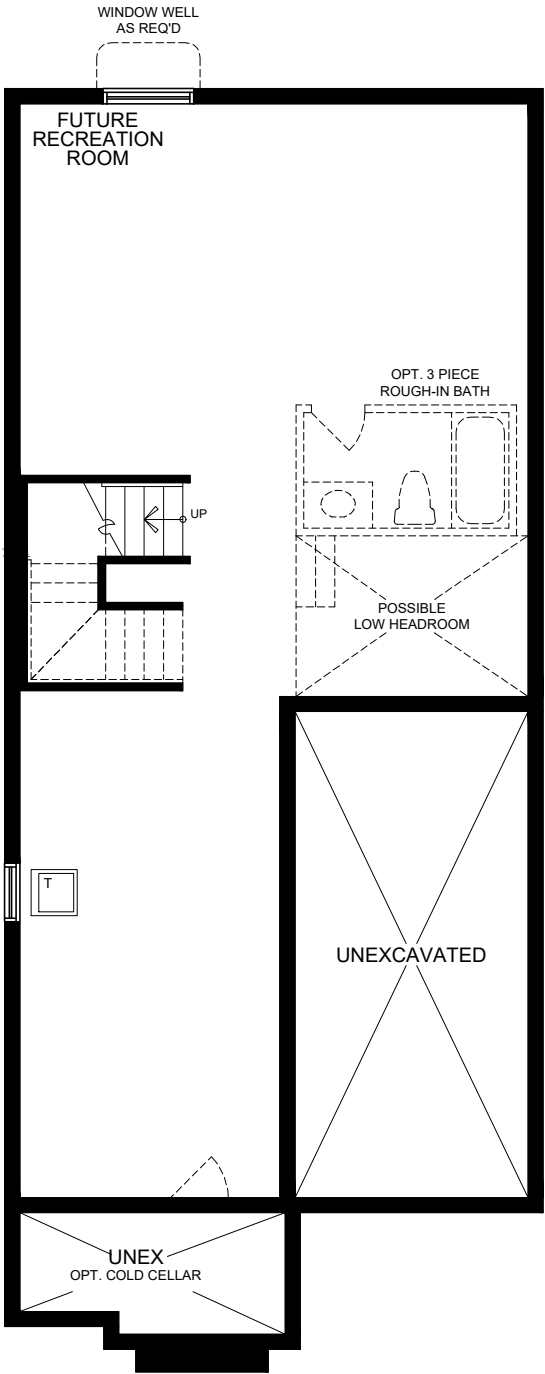 WINDOW WELL
AS REQ'D
FUTURE
RECREATION
ROOM
OPT. 3 PIECE
ROUGH-IN BATH
UP
POSSIBLE
LOW HEADROOM
T
UNEXCAVATED
UNEX
OPT. COLD CELLAR